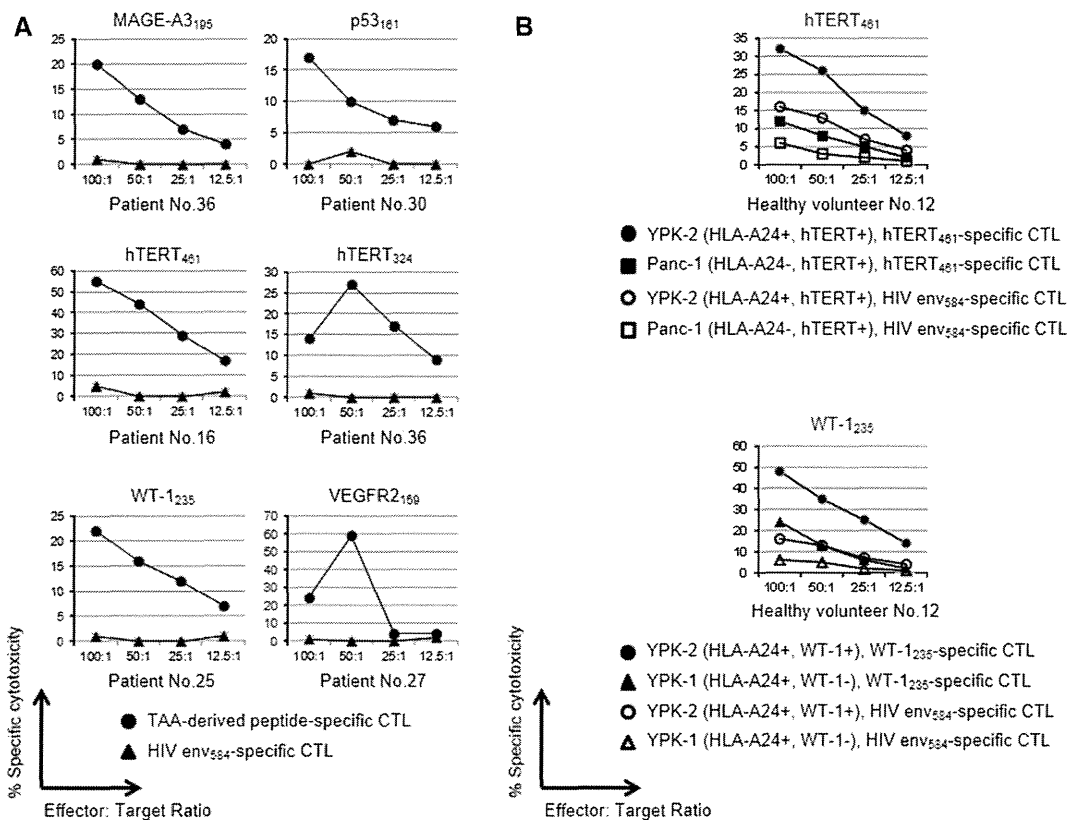 A
MAGE-A3₁₉₅
20
15
10
5
0
100:1 50:1 25:1 12.5:1
Patient No.36
p53₁₆₁
20
15
10
5
0
100:1 50:1 25:1 12.5:1
Patient No.30
hTERT₄₆₁
60
50
40
30
20
10
0
100:1 50:1 25:1 12.5:1
Patient No.16
hTERT₃₂₄
30
25
20
15
10
5
0
100:1 50:1 25:1 12.5:1
Patient No.36
WT-1₂₃₅
25
20
15
10
5
0
100:1 50:1 25:1 12.5:1
Patient No.25
VEGFR2₁₆₉
70
60
50
40
30
20
10
0
100:1 50:1 25:1 12.5:1
Patient No.27
TAA-derived peptide-specific CTL
HIV env₅₈₄-specific CTL
% Specific cytotoxicity
Effector: Target Ratio
B
hTERT₄₆₁
35
30
25
20
15
10
5
0
100:1 50:1 25:1 12.5:1
Healthy volunteer No.12
YPK-2 (HLA-A24+, hTERT+), hTERT₄₆₁-specific CTL
Panc-1 (HLA-A24-, hTERT+), hTERT₄₆₁-specific CTL
YPK-2 (HLA-A24+, hTERT+), HIV env₅₈₄-specific CTL
Panc-1 (HLA-A24-, hTERT+), HIV env₅₈₄-specific CTL
WT-1₂₃₅
60
50
40
30
20
10
0
100:1 50:1 25:1 12.5:1
Healthy volunteer No.12
YPK-2 (HLA-A24+, WT-1+), WT-1₂₃₅-specific CTL
YPK-1 (HLA-A24+, WT-1-), WT-1₂₃₅-specific CTL
YPK-2 (HLA-A24+, WT-1+), HIV env₅₈₄-specific CTL
YPK-1 (HLA-A24+, WT-1-), HIV env₅₈₄-specific CTL
% Specific cytotoxicity
Effector: Target Ratio